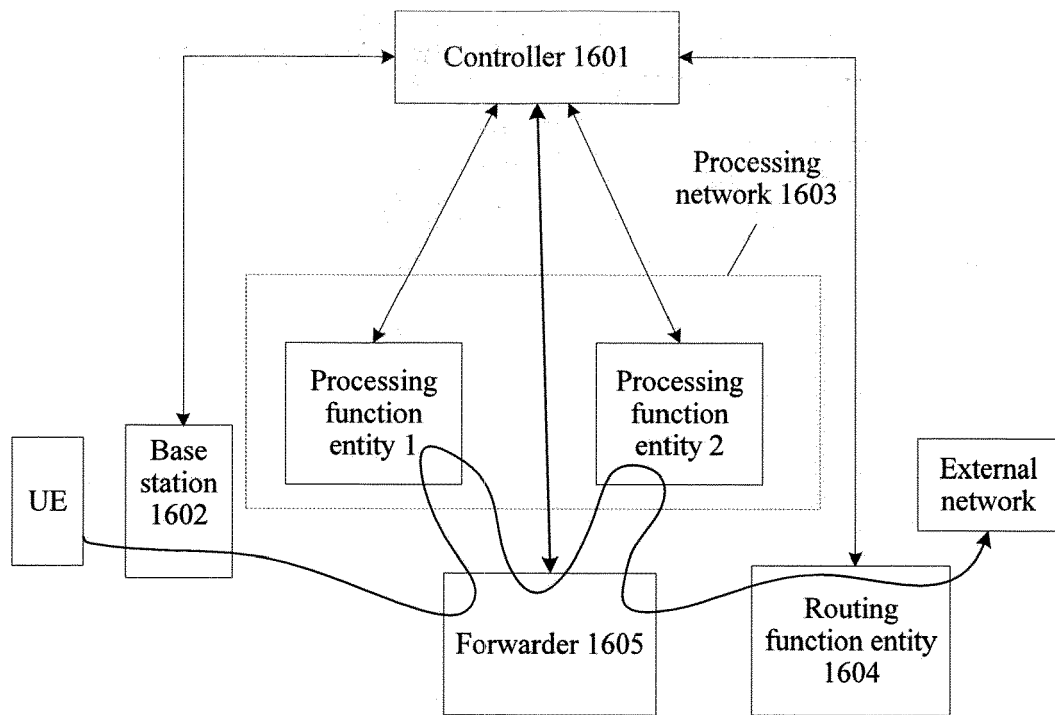 Controller 1601
Processing
network 1603
Processing
function
entity 1
Processing
function
entity 2
Base
station
1602
UE
External
network
Forwarder 1605
Routing
function entity
1604